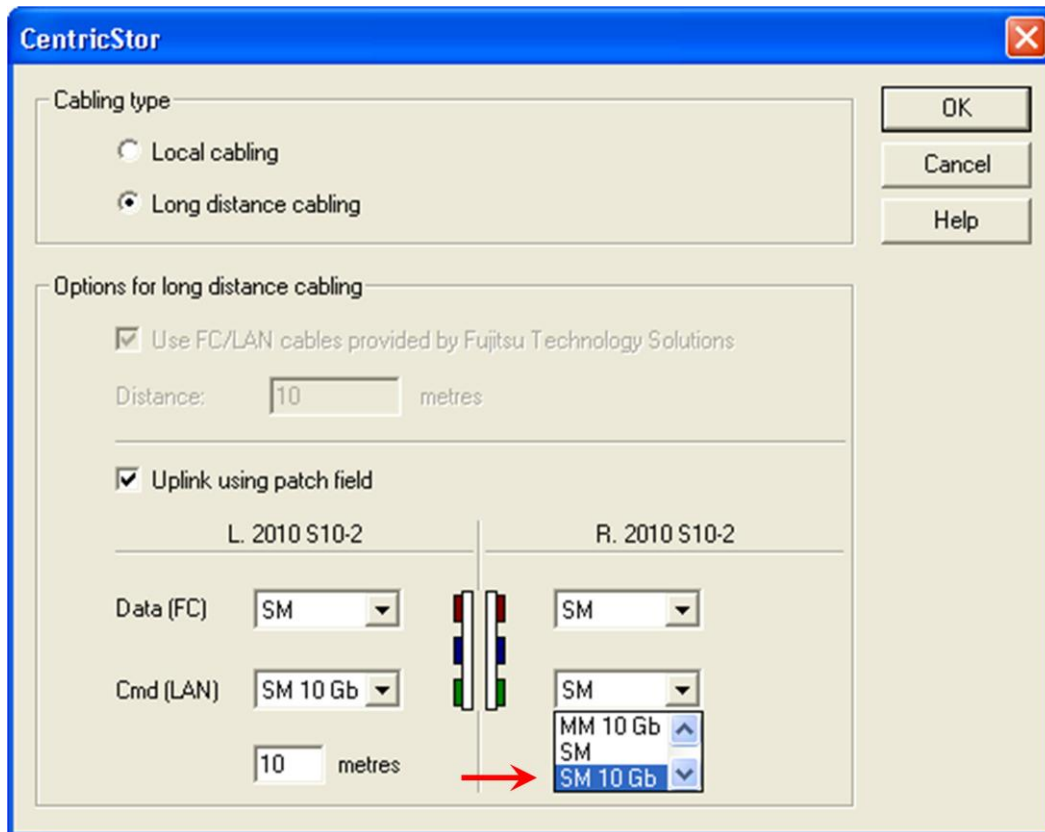 CentricStor
Cabling type
OK
Local cabling
Cancel
Long distance cabling
Help
Options for long distance cabling
Use FC/LAN cables provided by Fujitsu Technology Solutions
Distance: 10 metres
Uplink using patch field
L. 2010 S10-2 R. 2010 S10-2
Data (FC) SM SM
Cmd (LAN) SM 10 Gb SM
MM 10 Gb
SM
10 metres SM 10 Gb